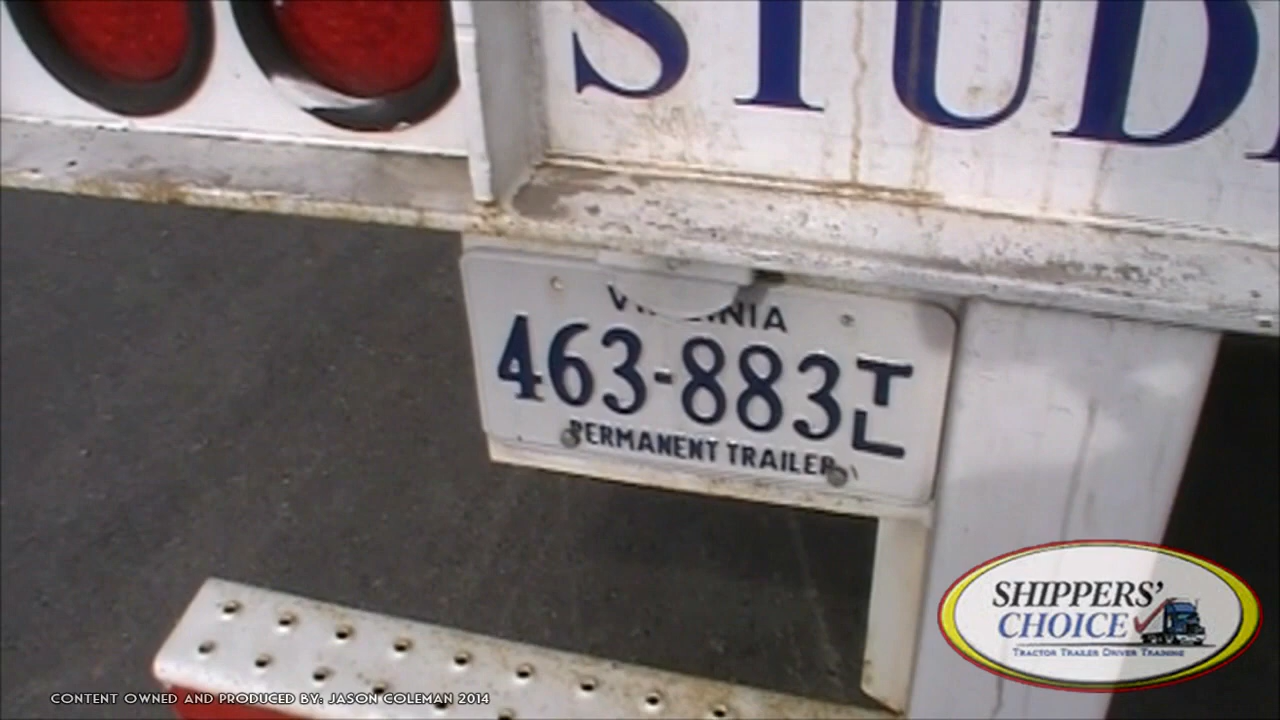 STUD
VIRGINIA
463-883 TL
PERMANENT TRAILER
SHIPPERS'
CHOICE
TRACTOR TRAILER DRIVER TRAINING
CONTENT OWNED AND PRODUCED BY: JASON COLEMAN 2014